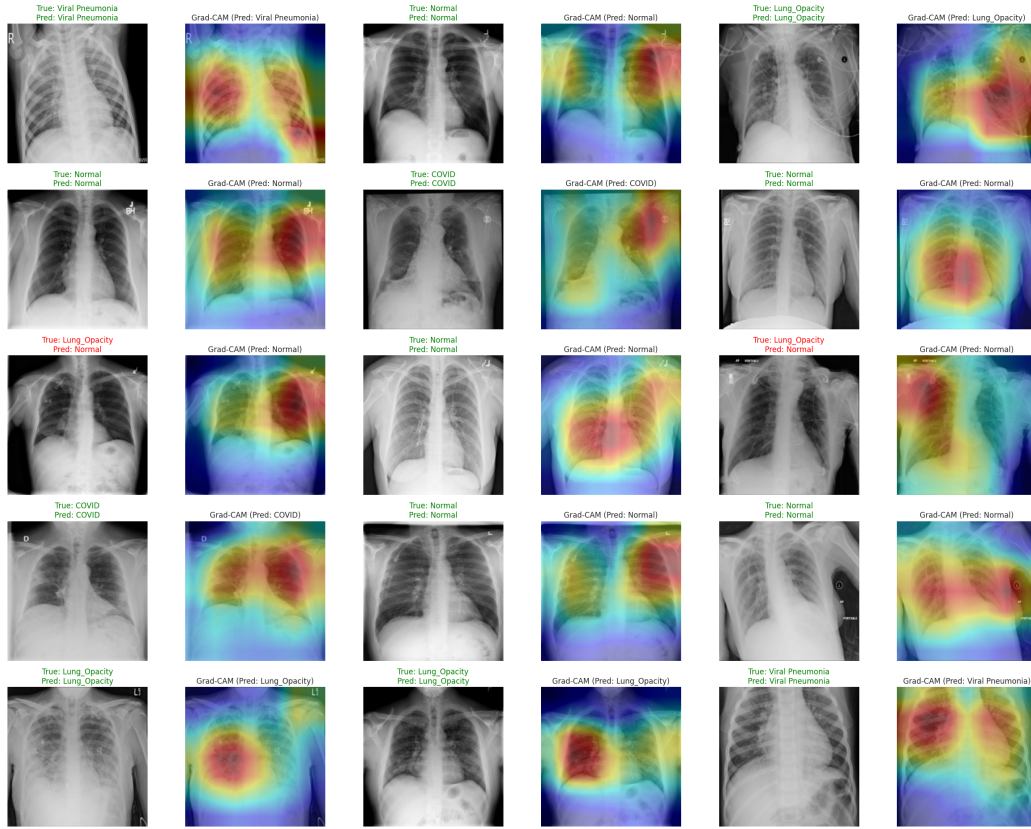 True: Viral Pneumonia
Pred: Viral Pneumonia
Grad-CAM (Pred: Viral Pneumonia)
True: Normal
Pred: Normal
Grad-CAM (Pred: Normal)
True: Lung_Opacity
Pred: Lung_Opacity
Grad-CAM (Pred: Lung_Opacity)
R
R
True: Normal
Pred: Normal
Grad-CAM (Pred: Normal)
True: COVID
Pred: COVID
Grad-CAM (Pred: COVID)
True: Normal
Pred: Normal
Grad-CAM (Pred: Normal)
True: Lung_Opacity
Pred: Normal
Grad-CAM (Pred: Normal)
True: Normal
Pred: Normal
Grad-CAM (Pred: Normal)
True: Lung_Opacity
Pred: Normal
Grad-CAM (Pred: Normal)
True: COVID
Pred: COVID
Grad-CAM (Pred: COVID)
True: Normal
Pred: Normal
Grad-CAM (Pred: Normal)
True: Normal
Pred: Normal
Grad-CAM (Pred: Normal)
D
D
True: Lung_Opacity
Pred: Lung_Opacity
Grad-CAM (Pred: Lung_Opacity)
True: Lung_Opacity
Pred: Lung_Opacity
Grad-CAM (Pred: Lung_Opacity)
True: Viral Pneumonia
Pred: Viral Pneumonia
Grad-CAM (Pred: Viral Pneumonia)